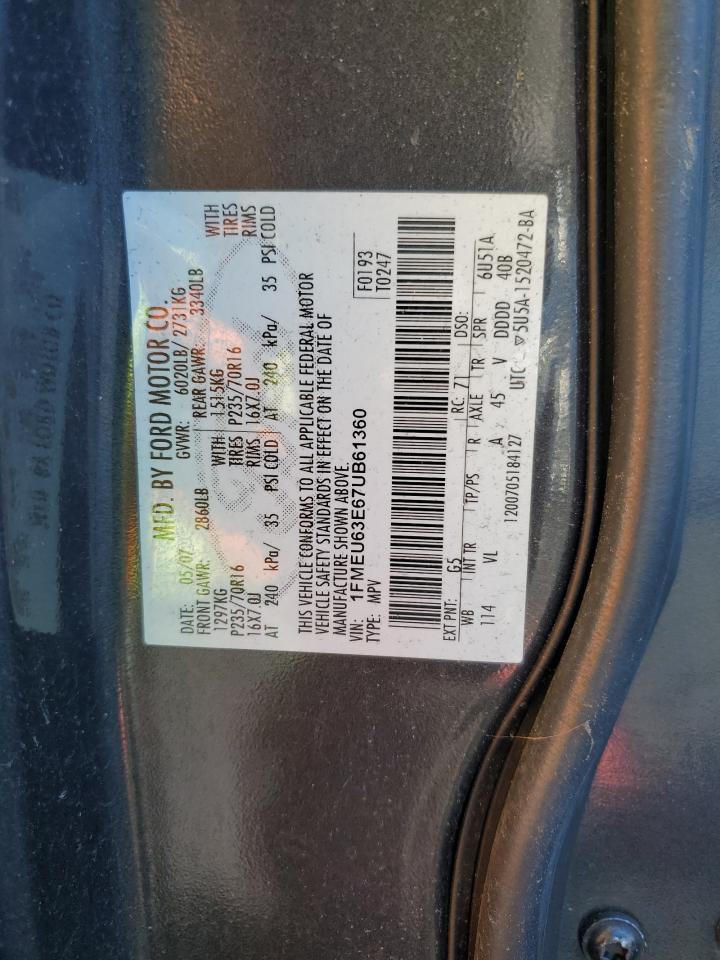 MFD. BY FORD MOTOR CO.
DATE: 05/07 GVWR: 6020LB/ 2731KG
FRONT GAWR: 2860LB REAR GAWR: 3340LB
1297KG WITH 1515KG WITH
P235/70R16 TIRES P235/70R16 TIRES
16X7.0J RIMS 16X7.0J RIMS
AT 240 kPa/ 35 PSI COLD AT 240 kPa/ 35 PSI COLD
THIS VEHICLE CONFORMS TO ALL APPLICABLE FEDERAL MOTOR
VEHICLE SAFETY STANDARDS IN EFFECT ON THE DATE OF
MANUFACTURE SHOWN ABOVE.
VIN: 1FMEU63E67UB61360 F0193
TYPE: MPV T0247
EXT PNT: G5 RC: 71 DSO:
WB INT TR TP/PS R AXLE TR SPR 6U51A
114 VL A 45 V DDDD 40B
1200705184127 UTC ▽5U5A-1520472-BA